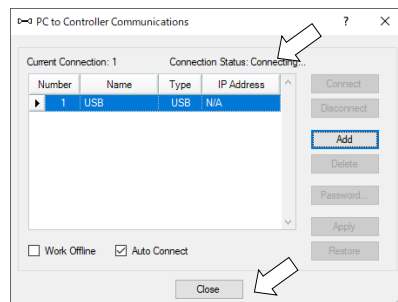 PC to Controller Communications
Current Connection: 1 Connection Status: Connecting...
Number Name Type IP Address
1 USB USB N/A
Connect
Disconnect
Add
Delete
Password...
Apply
Restore
Work Offline Auto Connect
Close